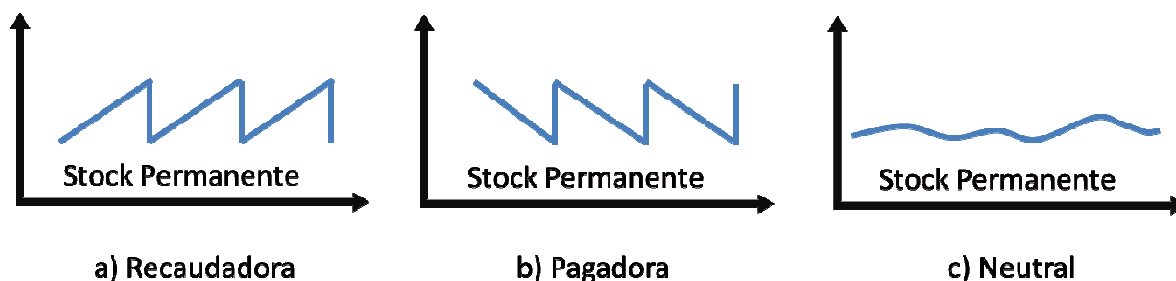 Stock Permanente
Stock Permanente
Stock Permanente
a) Recaudadora
b) Pagadora
c) Neutral